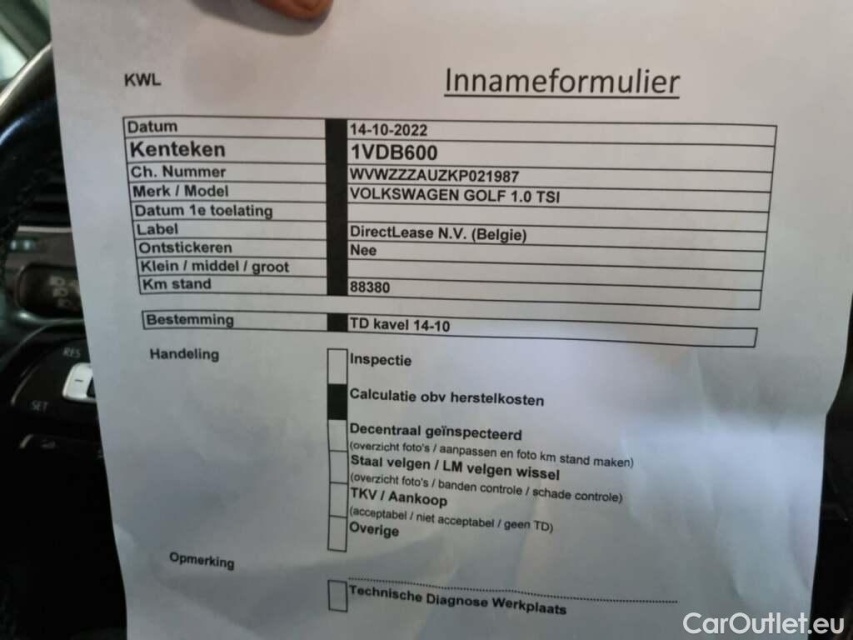 KWL
Innameformulier
Datum 14-10-2022
Kenteken 1VDB600
Ch. Nummer WVWZZZAUZKP021987
Merk / Model VOLKSWAGEN GOLF 1.0 TSI
Datum 1e toelating
Label DirectLease N.V. (Belgie)
Ontstickeren Nee
Klein / middel / groot
Km stand 88380
Bestemming TD kavel 14-10
Handeling
Inspectie
Calculatie obv herstelkosten
Decentraal geïnspecteerd
(overzicht foto's / aanpassen en foto km stand maken)
Staal velgen / LM velgen wissel
(overzicht foto's / banden controle / schade controle)
TKV / Aankoop
(acceptabel / niet acceptabel / geen TD)
Overige
Opmerking
Technische Diagnose Werkplaats
RES
SET
CarOutlet.eu